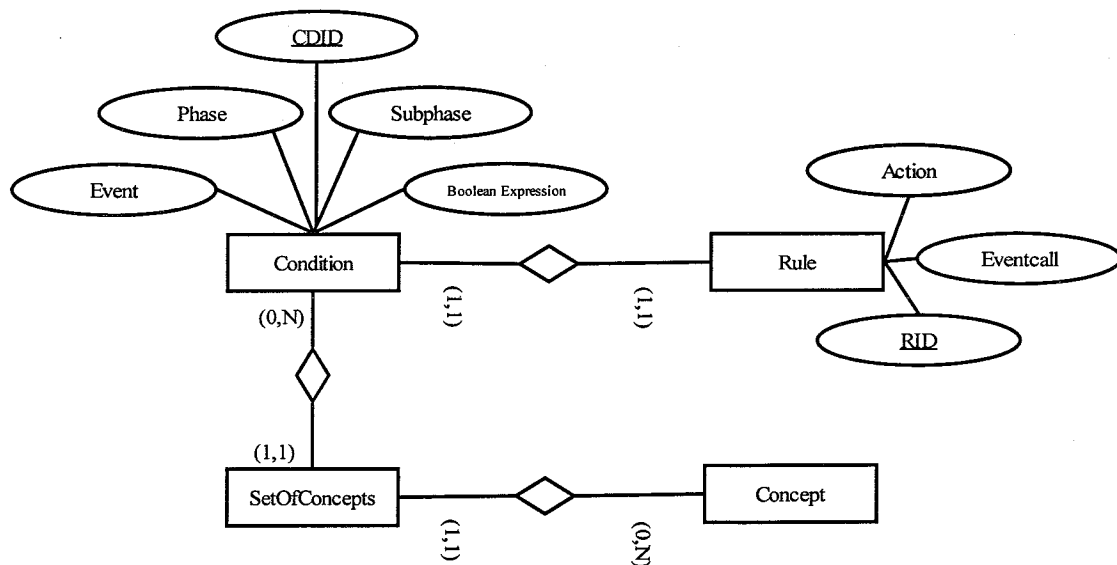 CDID
Phase
Subphase
Event
Boolean Expression
Action
Condition
Rule
Eventcall
(1,1)
(1,1)
(0,N)
RID
(1,1)
SetOfConcepts
Concept
(1,1)
(0,N)